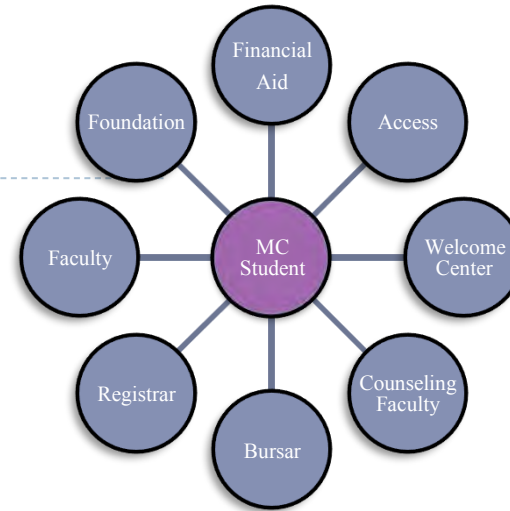 Financial
Aid
Foundation
Access
Faculty
MC
Student
Welcome
Center
Registrar
Counseling
Faculty
Bursar